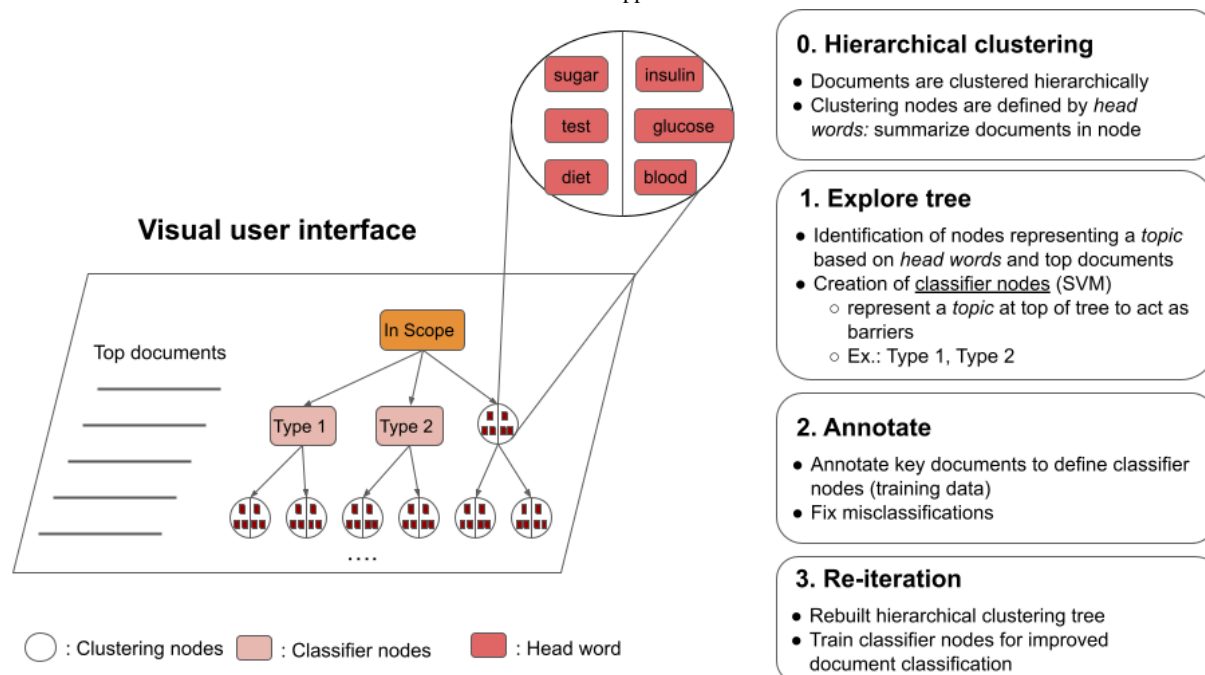 sugar
insulin
test
glucose
diet
blood
Visual user interface
Top documents
In Scope
Type 1
Type 2
....
: Clustering nodes
: Classifier nodes
: Head word
0. Hierarchical clustering
● Documents are clustered hierarchically
● Clustering nodes are defined by head
words: summarize documents in node
1. Explore tree
● Identification of nodes representing a topic
based on head words and top documents
● Creation of classifier nodes (SVM)
○ represent a topic at top of tree to act as
barriers
○ Ex.: Type 1, Type 2
2. Annotate
● Annotate key documents to define classifier
nodes (training data)
● Fix misclassifications
3. Re-iteration
● Rebuilt hierarchical clustering tree
● Train classifier nodes for improved
document classification